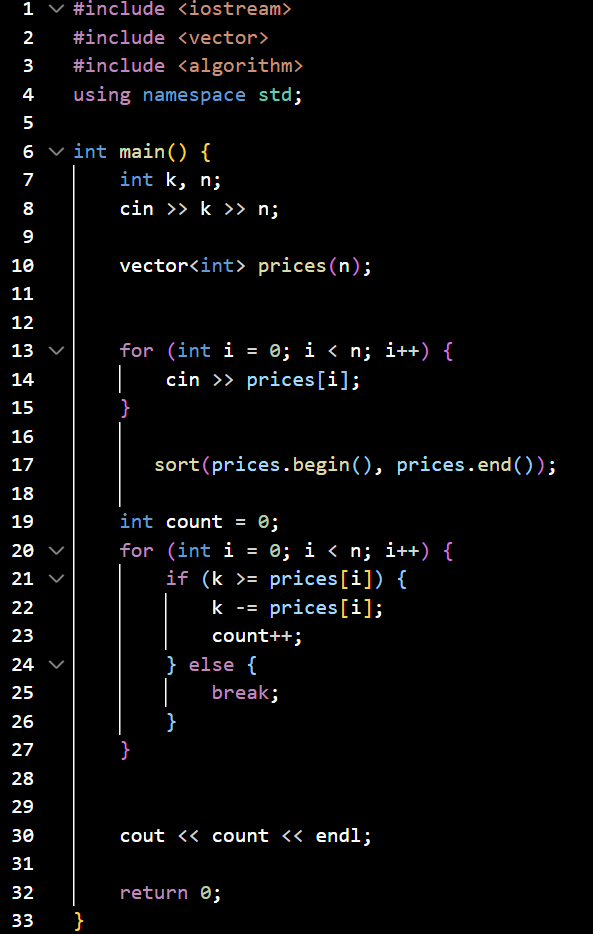 1 #include <iostream>
2 #include <vector>
3 #include <algorithm>
4 using namespace std;
5
6 int main() {
7     int k, n;
8     cin >> k >> n;
9
10     vector<int> prices(n);
11
12
13     for (int i = 0; i < n; i++) {
14         cin >> prices[i];
15     }
16
17        sort(prices.begin(), prices.end());
18
19     int count = 0;
20     for (int i = 0; i < n; i++) {
21         if (k >= prices[i]) {
22             k -= prices[i];
23             count++;
24         } else {
25             break;
26         }
27     }
28
29
30     cout << count << endl;
31
32     return 0;
33 }